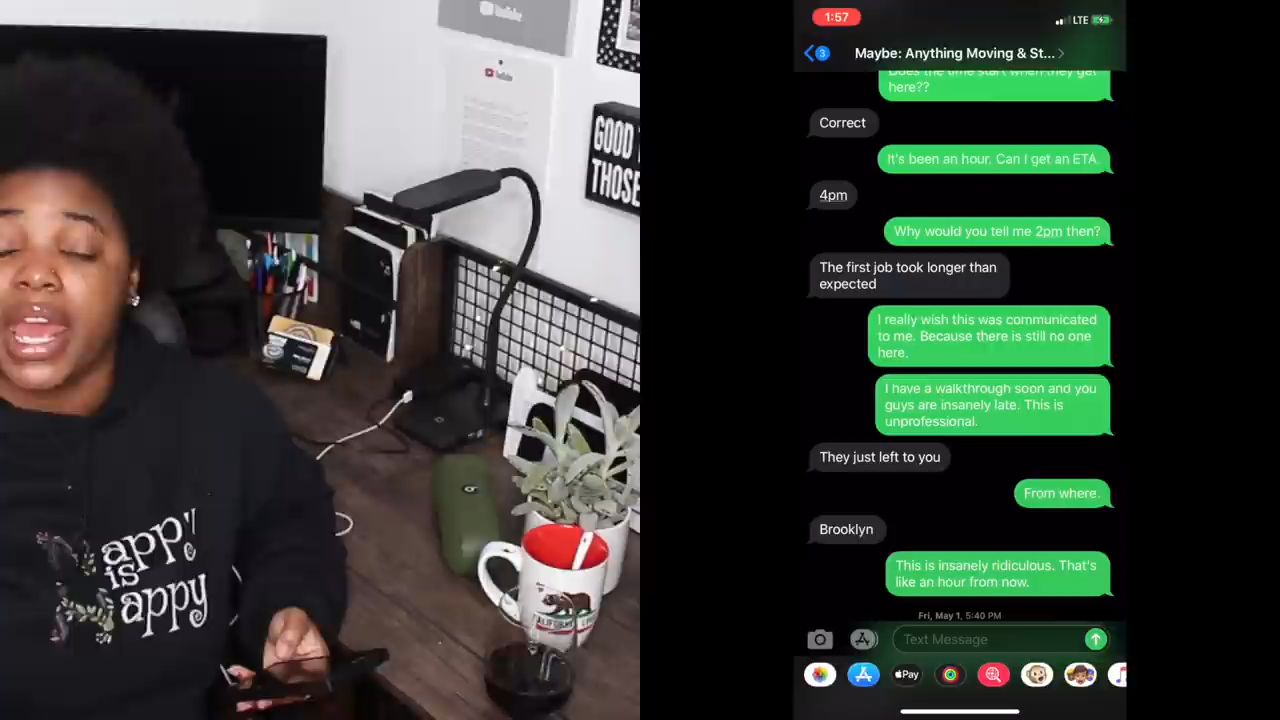 YouTube
YouTube
GOOD
THOSE
appy
is
appy
1:57
LTE
3
Maybe: Anything Moving & St...
Does the time start when they get
here??
Correct
It's been an hour. Can I get an ETA.
4pm
Why would you tell me 2pm then?
The first job took longer than
expected
I really wish this was communicated
to me. Because there is still no one
here.
I have a walkthrough soon and you
guys are insanely late. This is
unprofessional.
They just left to you
From where.
Brooklyn
This is insanely ridiculous. That's
like an hour from now.
Fri, May 1, 5:40 PM
Text Message
Pay